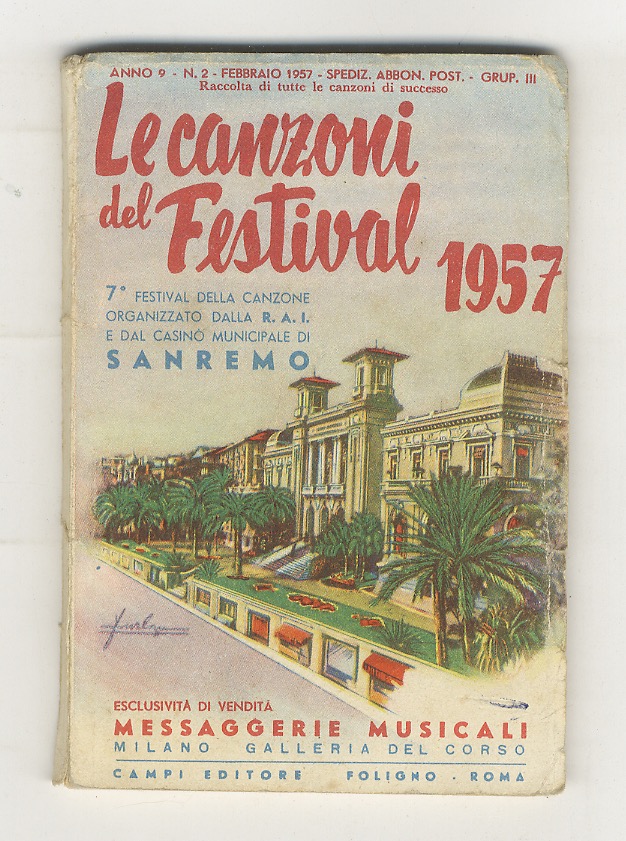 ANNO 9 - N. 2 - FEBBRAIO 1957 - SPEDIZ. ABBON. POST. - GRUP. III
Raccolta di tutte le canzoni di successo
Le canzoni
del Festival
1957
7° FESTIVAL DELLA CANZONE
ORGANIZZATO DALLA R. A. I.
E DAL CASINÒ MUNICIPALE DI
SANREMO
ESCLUSIVITÀ DI VENDITÀ
MESSAGGERIE MUSICALI
MILANO GALLERIA DEL CORSO
CAMPI EDITORE FOLIGNO - ROMA